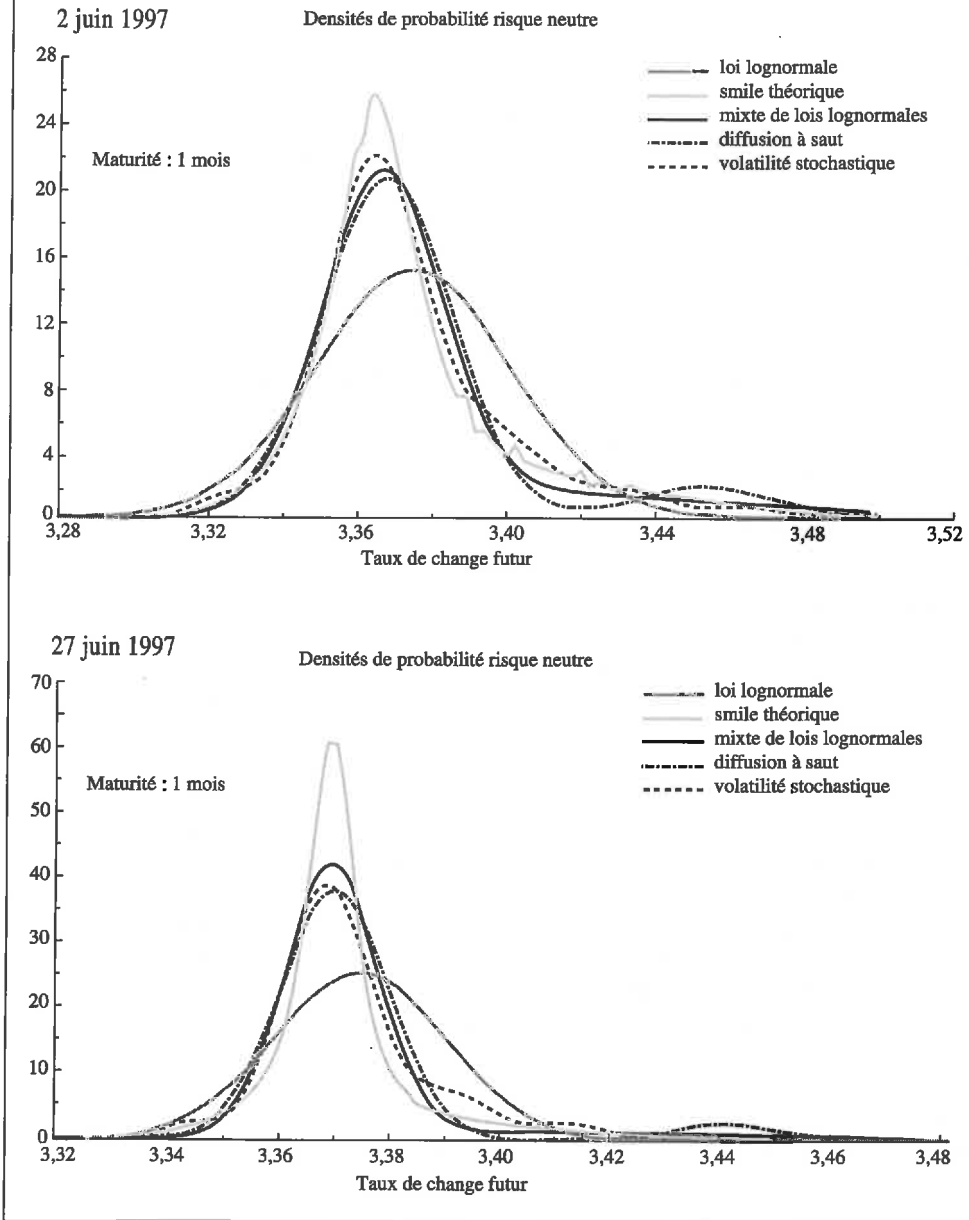 2 juin 1997
Densités de probabilité risque neutre
28
24
20
16
12
8
4
0
Maturité : 1 mois
loi lognormale
smile théorique
mixte de lois lognormales
diffusion à saut
volatilité stochastique
3,28 3,32 3,36 3,40 3,44 3,48 3,52
Taux de change futur
27 juin 1997
Densités de probabilité risque neutre
70
60
50
40
30
20
10
0
Maturité : 1 mois
loi lognormale
smile théorique
mixte de lois lognormales
diffusion à saut
volatilité stochastique
3,32 3,34 3,36 3,38 3,40 3,42 3,44 3,46 3,48
Taux de change futur